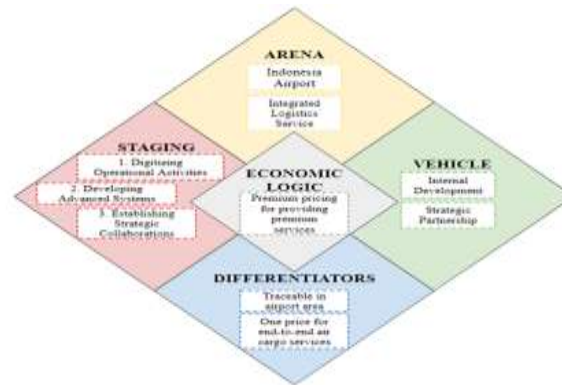 ARENA
Indonesia
Airport
Integrated
Logistics
Service
STAGING
1. Digitizing
Operational Activities
2. Developing
Advanced Systems
3. Establishing
Strategic
Collaborations
ECONOMIC
LOGIC
Premium pricing
for providing
premium
services
VEHICLE
Internal
Development
Strategic
Partnership
DIFFERENTIATORS
Traceable in
airport area
One price for
end-to-end air
cargo services